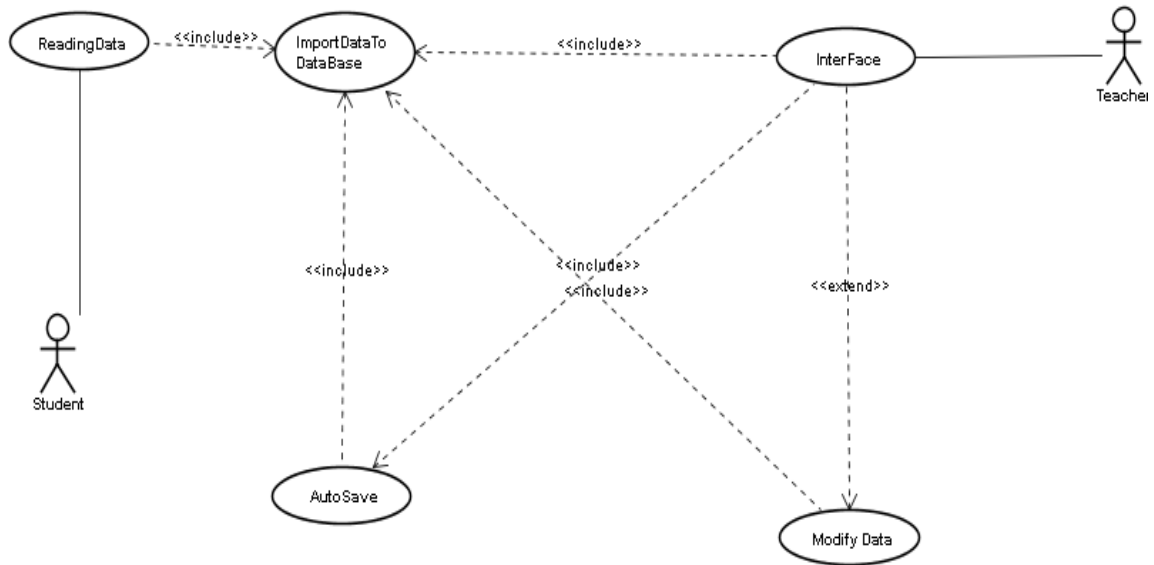 ReadingData
<<include>>
ImportDataTo
DataBase
<<include>>
InterFace
Teacher
<<include>>
<<include>>
<<include>>
<<extend>>
Student
AutoSave
Modify Data